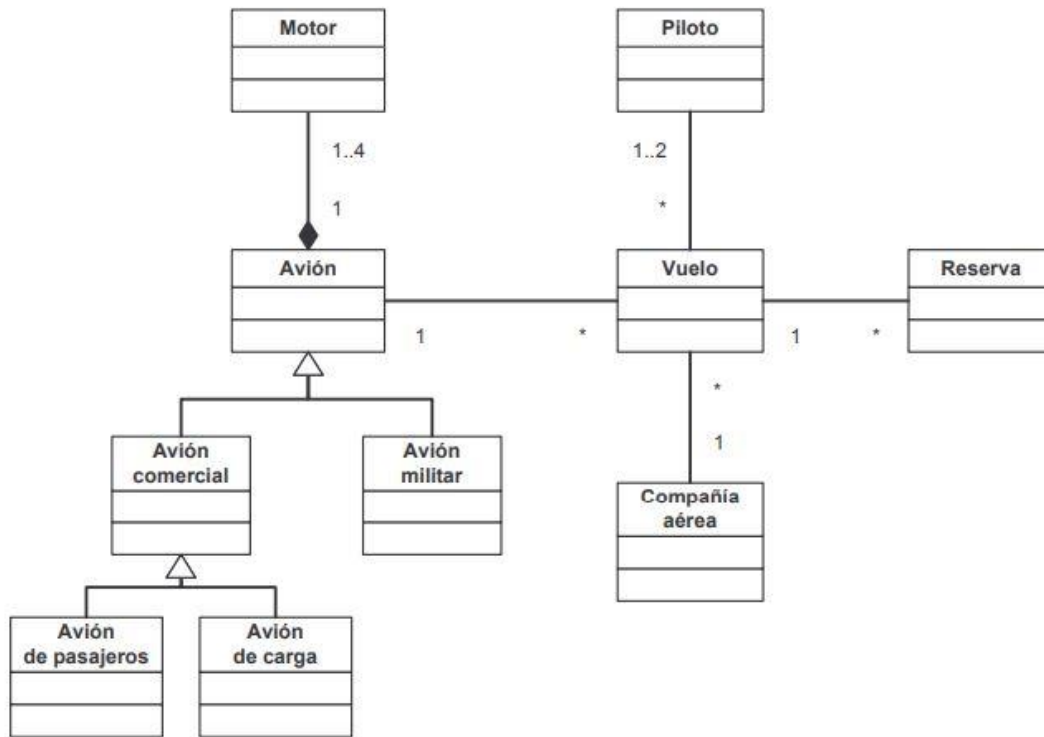 Motor
Piloto
1..4
1..2
1
*
Avión
Vuelo
Reserva
1
*
1
*
*
1
Avión
comercial
Avión
militar
Compañía
aérea
Avión
de pasajeros
Avión
de carga